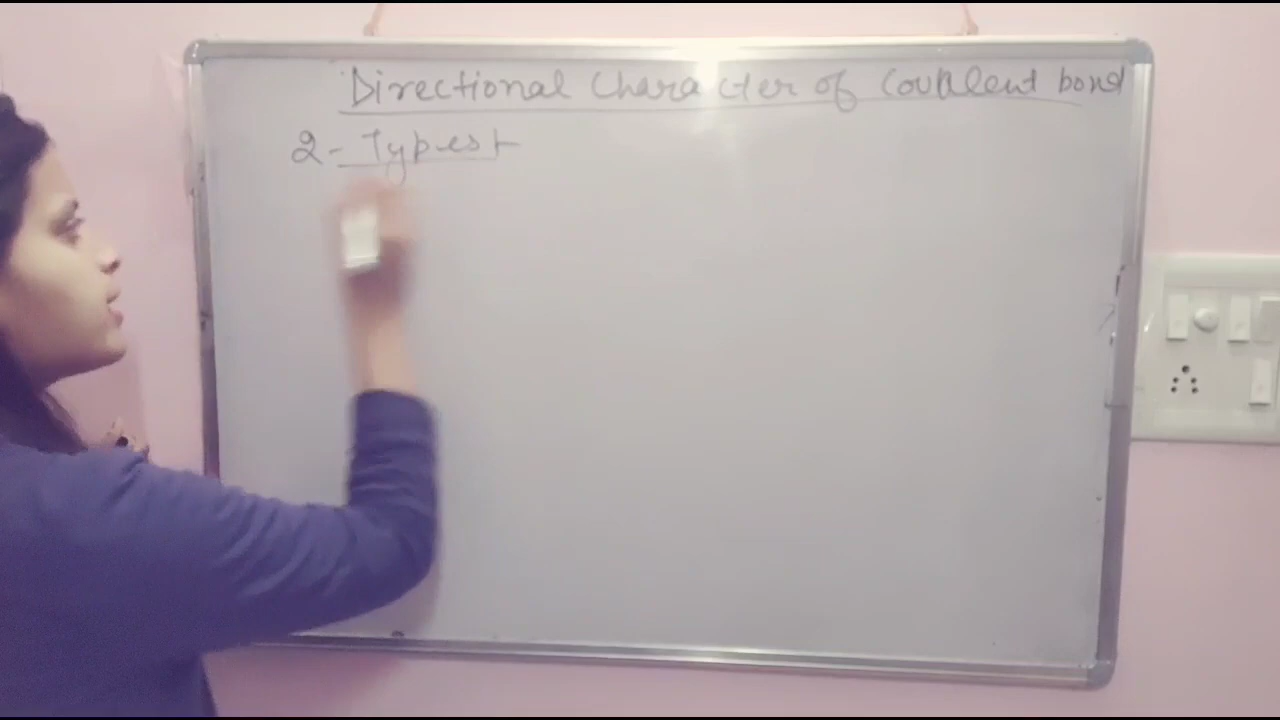 Directional Character of Covalent bond
2- Types